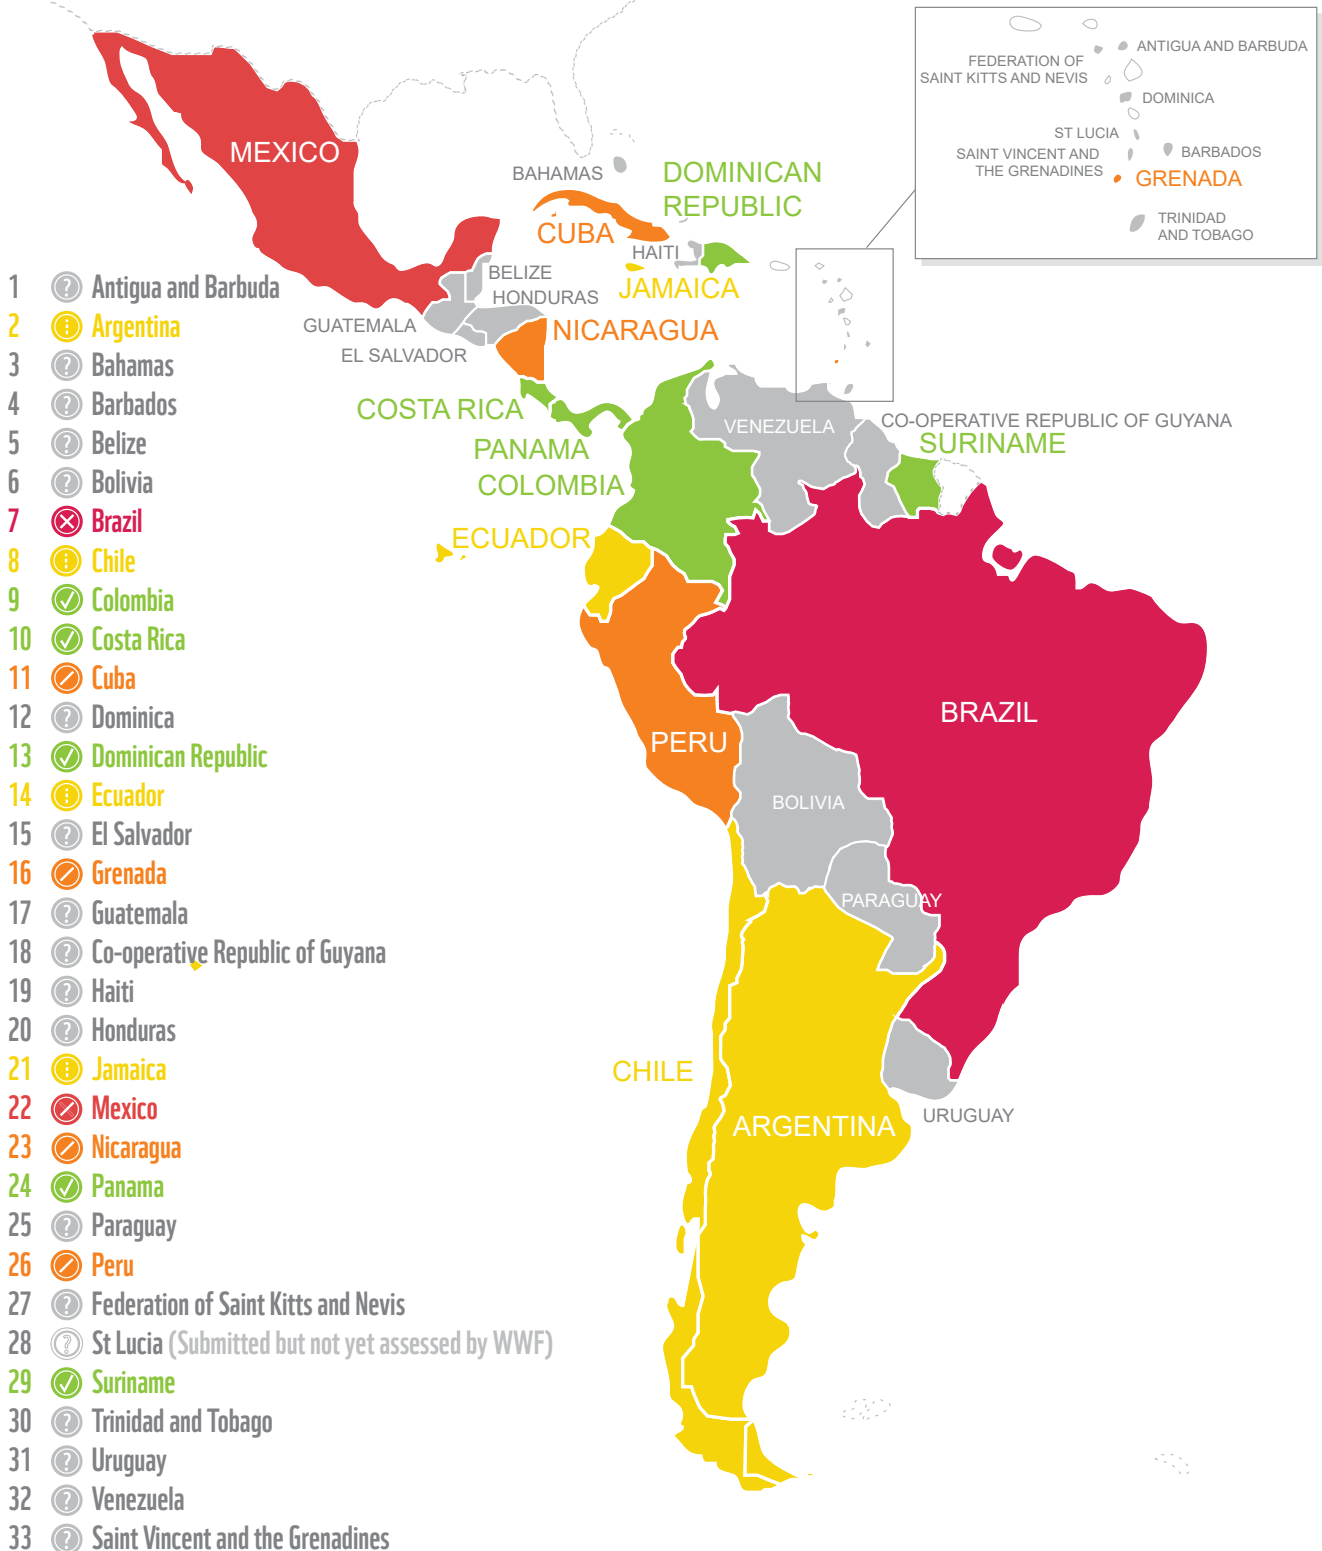 MEXICO
BAHAMAS
DOMINICAN
REPUBLIC
CUBA
HAITI
JAMAICA
BELIZE
HONDURAS
GUATEMALA
EL SALVADOR
NICARAGUA
COSTA RICA
PANAMA
COLOMBIA
VENEZUELA
CO-OPERATIVE REPUBLIC OF GUYANA
SURINAME
ECUADOR
PERU
BRAZIL
BOLIVIA
PARAGUAY
CHILE
ARGENTINA
URUGUAY
ANTIGUA AND BARBUDA
FEDERATION OF
SAINT KITTS AND NEVIS
DOMINICA
ST LUCIA
SAINT VINCENT AND
THE GRENADINES
BARBADOS
GRENADA
TRINIDAD
AND TOBAGO
1 ? Antigua and Barbuda
2 Argentina
3 ? Bahamas
4 ? Barbados
5 ? Belize
6 ? Bolivia
7 Brazil
8 Chile
9 Colombia
10 Costa Rica
11 Cuba
12 ? Dominica
13 Dominican Republic
14 Ecuador
15 ? El Salvador
16 Grenada
17 ? Guatemala
18 ? Co-operative Republic of Guyana
19 ? Haiti
20 ? Honduras
21 Jamaica
22 Mexico
23 Nicaragua
24 Panama
25 ? Paraguay
26 Peru
27 ? Federation of Saint Kitts and Nevis
28 ? St Lucia (Submitted but not yet assessed by WWF)
29 Suriname
30 ? Trinidad and Tobago
31 ? Uruguay
32 ? Venezuela
33 ? Saint Vincent and the Grenadines